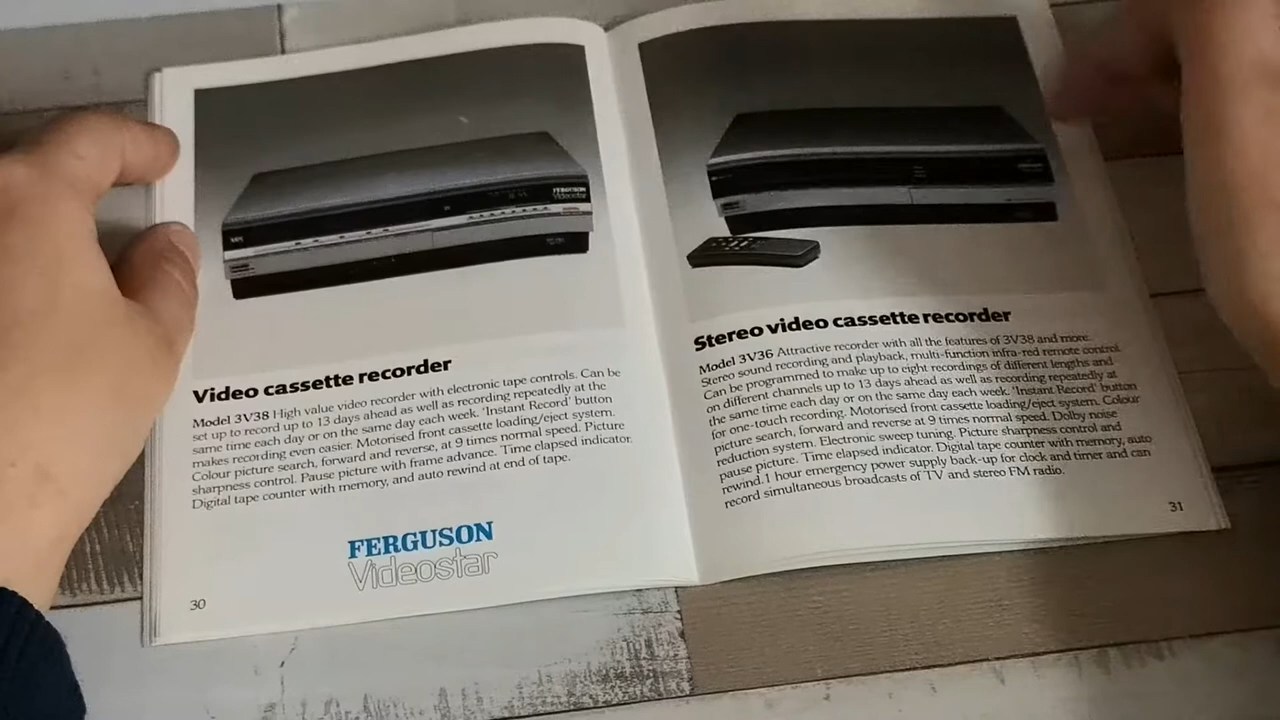 FERGUSON
Videostar
Video cassette recorder
Model 3V38 High value video recorder with electronic tape controls. Can be
set up to record up to 13 days ahead as well as recording repeatedly at the
same time each day or on the same day each week. 'Instant Record' button
makes recording even easier. Motorised front cassette loading/eject system.
Colour picture search, forward and reverse, at 9 times normal speed. Picture
sharpness control. Pause picture with frame advance. Time elapsed indicator.
Digital tape counter with memory, and auto rewind at end of tape.
FERGUSON
Videostar
30
Stereo video cassette recorder
Model 3V36 Attractive recorder with all the features of 3V38 and more.
Stereo sound recording and playback, multi-function infra-red remote control.
Can be programmed to make up to eight recordings of different lengths and
on different channels up to 13 days ahead as well as recording repeatedly at
the same time each day or on the same day each week. 'Instant Record' button
for one-touch recording. Motorised front cassette loading/eject system. Colour
picture search, forward and reverse at 9 times normal speed. Dolby noise
reduction system. Electronic sweep tuning. Picture sharpness control and
pause picture. Time elapsed indicator. Digital tape counter with memory, auto
rewind.1 hour emergency power supply back-up for clock and timer and can
record simultaneous broadcasts of TV and stereo FM radio.
31